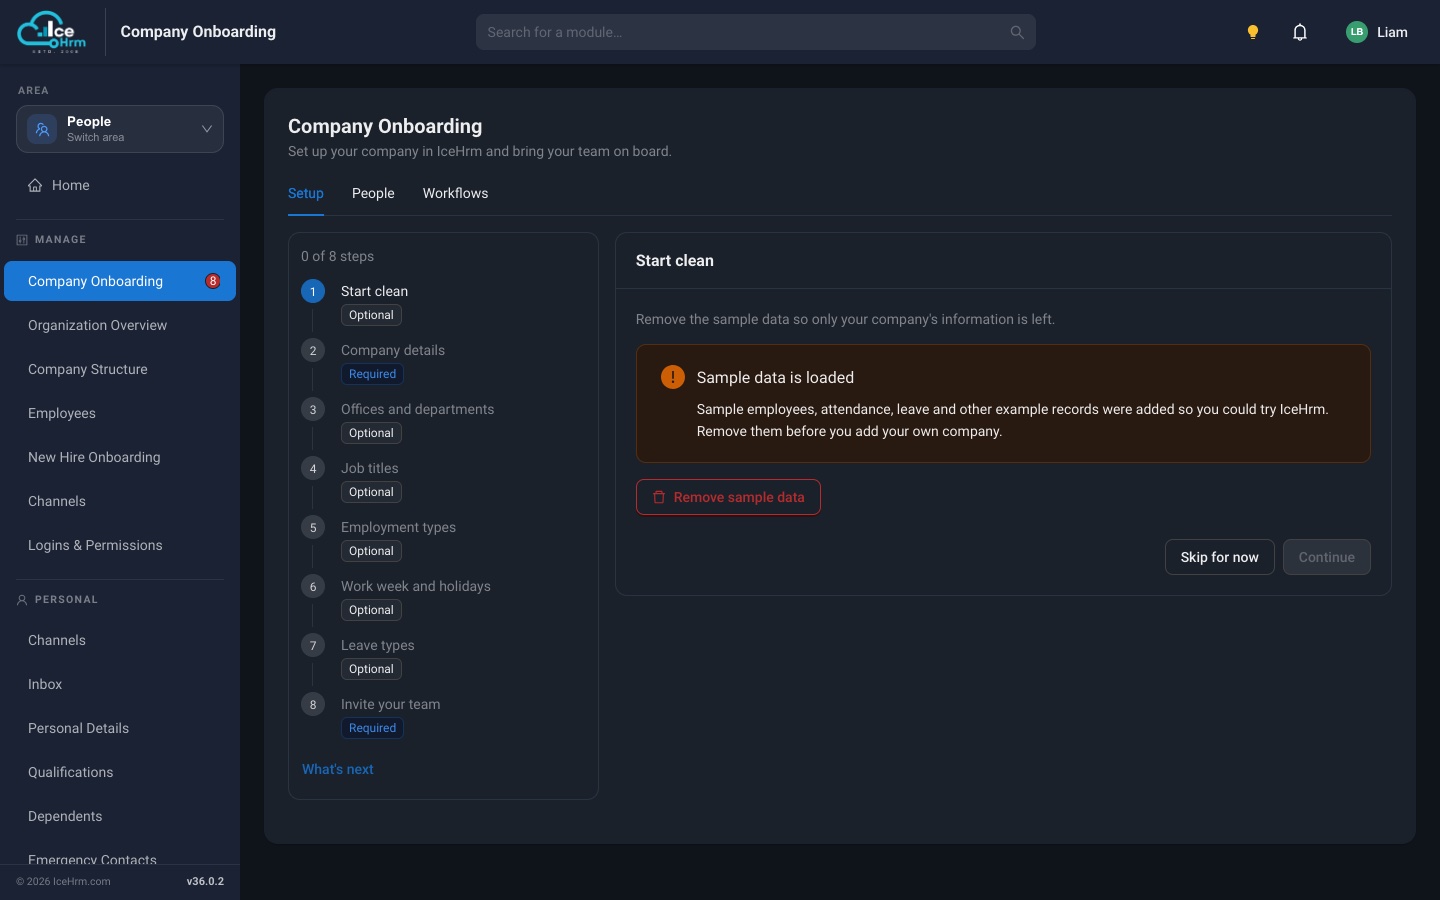 Ice
Hrm
ESTD. 2008
Company Onboarding
Search for a module...
LB
Liam
AREA
People
Switch area
Home
MANAGE
Company Onboarding
8
Organization Overview
Company Structure
Employees
New Hire Onboarding
Channels
Logins & Permissions
PERSONAL
Channels
Inbox
Personal Details
Qualifications
Dependents
Emergency Contacts
© 2026 IceHrm.com
v36.0.2
Company Onboarding
Set up your company in IceHrm and bring your team on board.
Setup
People
Workflows
0 of 8 steps
1
Start clean
Optional
2
Company details
Required
3
Offices and departments
Optional
4
Job titles
Optional
5
Employment types
Optional
6
Work week and holidays
Optional
7
Leave types
Optional
8
Invite your team
Required
What's next
Start clean
Remove the sample data so only your company's information is left.
Sample data is loaded
Sample employees, attendance, leave and other example records were added so you could try IceHrm.
Remove them before you add your own company.
Remove sample data
Skip for now
Continue